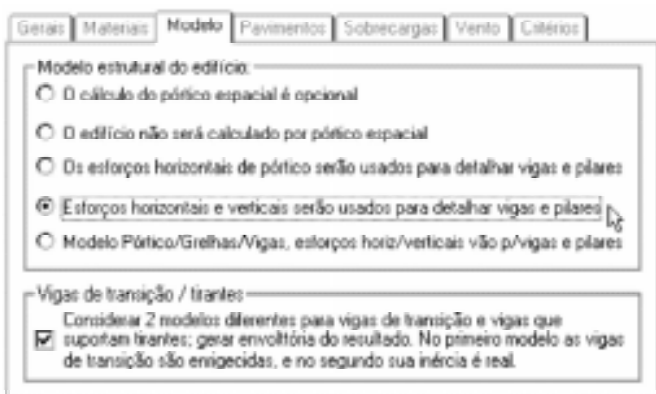 Gerais Materiais Modelo Pavimentos Sobrecargas Vento Critérios
Modelo estrutural do edifício:
O cálculo do pórtico espacial é opcional
O edifício não será calculado por pórtico espacial
Os esforços horizontais de pórtico serão usados para detalhar vigas e pilares
Esforços horizontais e verticais serão usados para detalhar vigas e pilares
Modelo Pórtico/Grelhas/Vigas, esforços horiz/verticais vão p/vigas e pilares
Vigas de transição / tirantes
Considerar 2 modelos diferentes para vigas de transição e vigas que
suportam tirantes; gerar envolttória do resultado. No primeiro modelo as vigas
de transição são enrigecidas, e no segundo sua inércia é real.